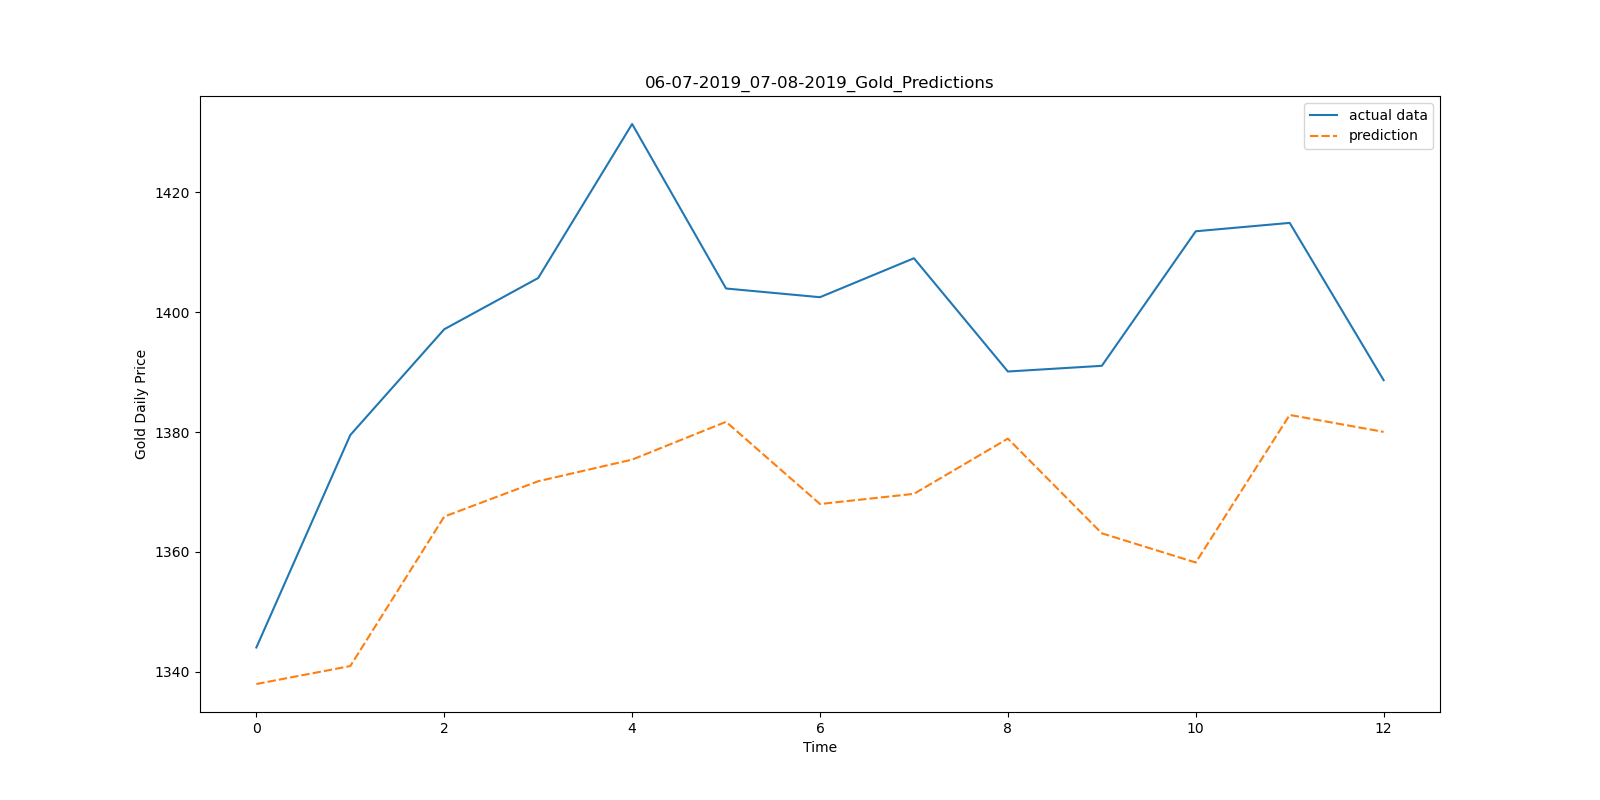 06-07-2019_07-08-2019_Gold_Predictions
actual data
prediction
Gold Daily Price
1420
1400
1380
1360
1340
0 2 4 6 8 10 12
Time